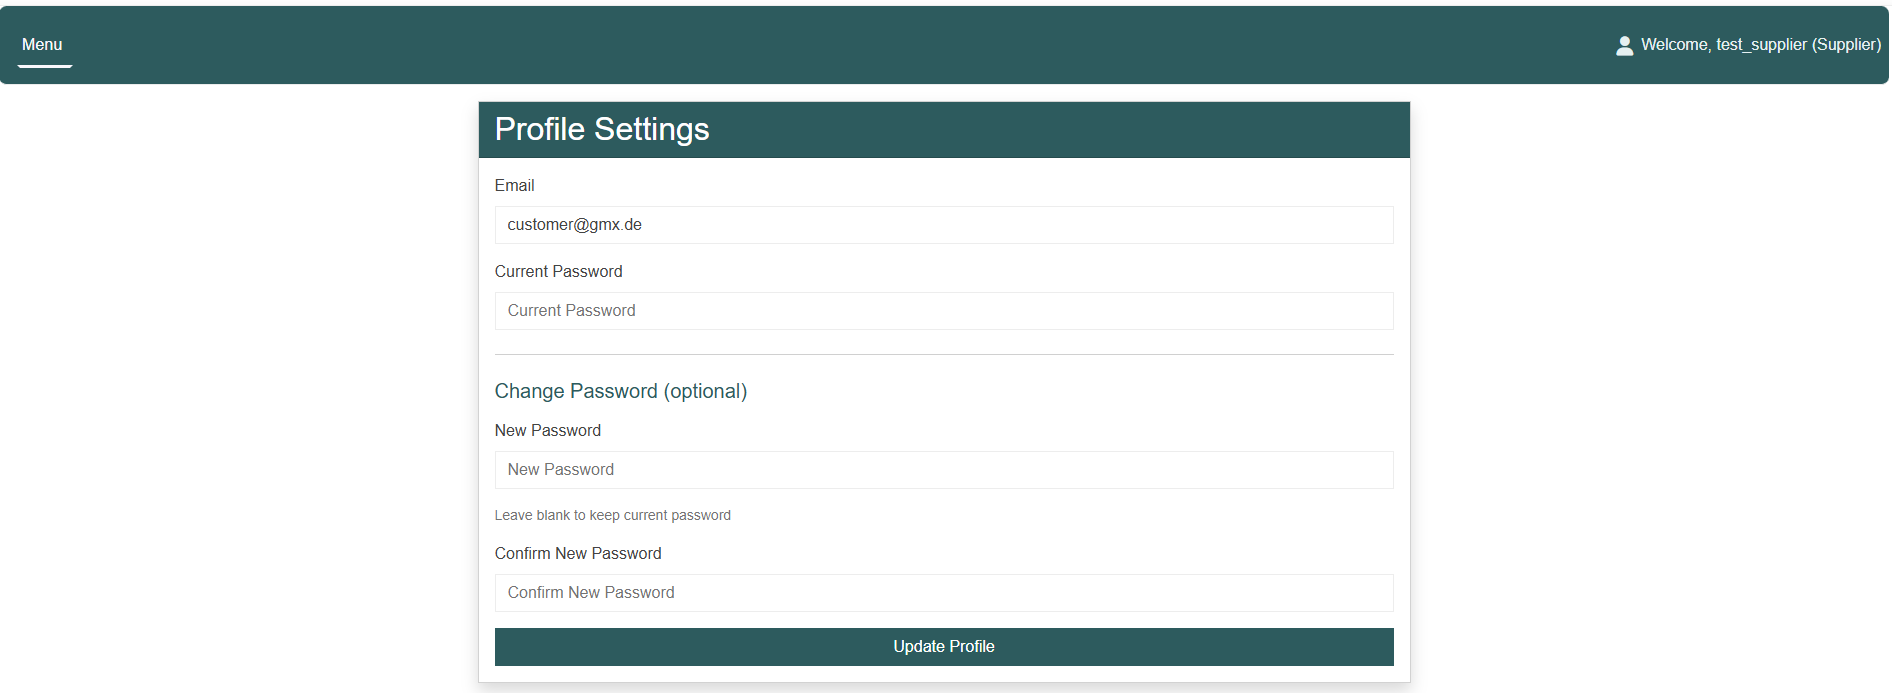 Menu
Welcome, test_supplier (Supplier)
Profile Settings
Email
customer@gmx.de
Current Password
Current Password
Change Password (optional)
New Password
New Password
Leave blank to keep current password
Confirm New Password
Confirm New Password
Update Profile